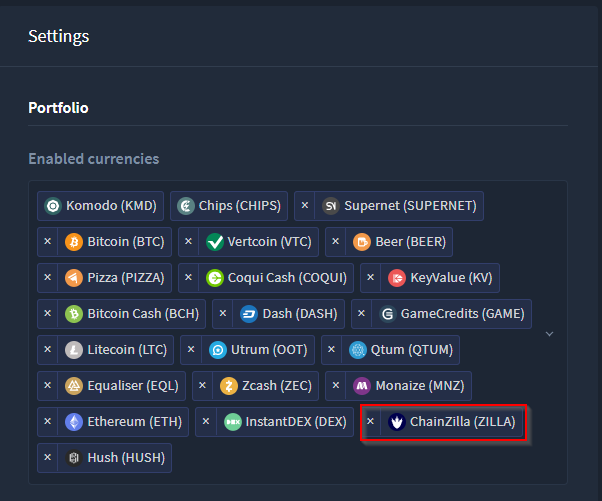 Settings
Portfolio
Enabled currencies
Komodo (KMD) Chips (CHIPS) × Supernet (SUPERNET)
× Bitcoin (BTC) × Vertcoin (VTC) × Beer (BEER)
× Pizza (PIZZA) × Coqui Cash (COQUI) × KeyValue (KV)
× Bitcoin Cash (BCH) × Dash (DASH) × GameCredits (GAME)
× Litecoin (LTC) × Utrum (OOT) × Qtum (QTUM)
× Equaliser (EQL) × Zcash (ZEC) × Monaize (MNZ)
× Ethereum (ETH) × InstantDEX (DEX) × ChainZilla (ZILLA)
× Hush (HUSH)